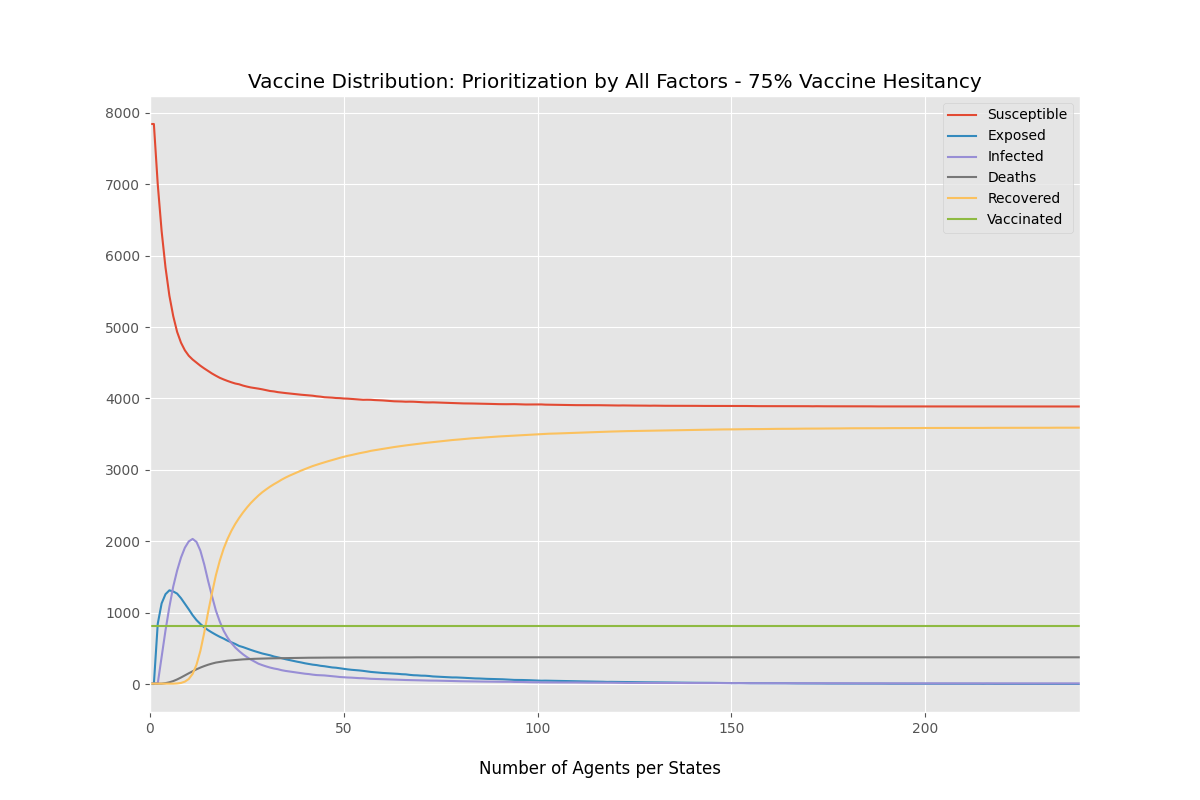 Vaccine Distribution: Prioritization by All Factors - 75% Vaccine Hesitancy
8000
7000
6000
5000
4000
3000
2000
1000
0
Susceptible
Exposed
Infected
Deaths
Recovered
Vaccinated
0 50 100 150 200
Number of Agents per States